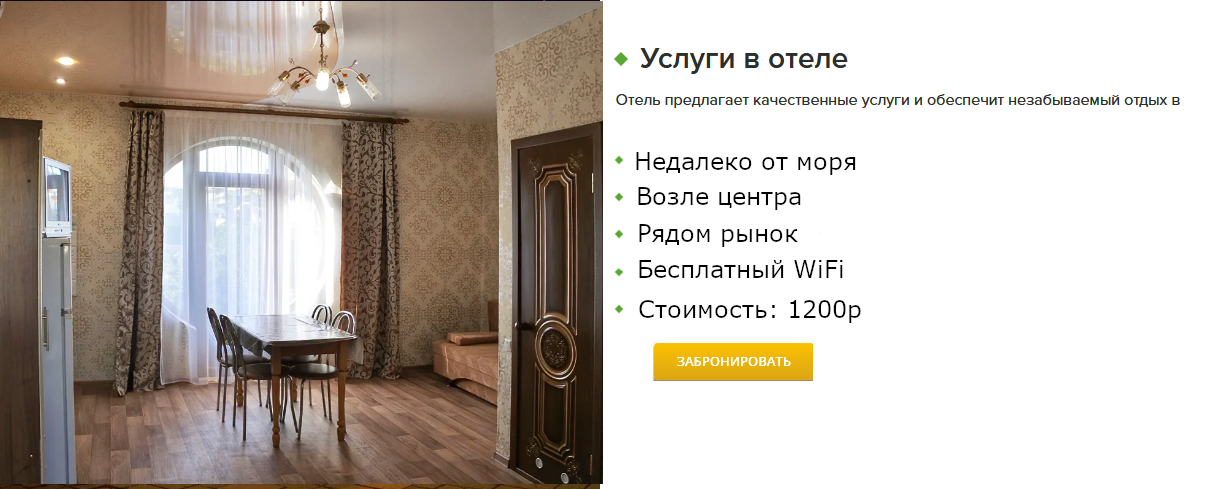 Услуги в отеле
Отель предлагает качественные услуги и обеспечит незабываемый отдых в
Недалеко от моря
Возле центра
Рядом рынок
Бесплатный WiFi
Стоимость: 1200р
ЗАБРОНИРОВАТЬ